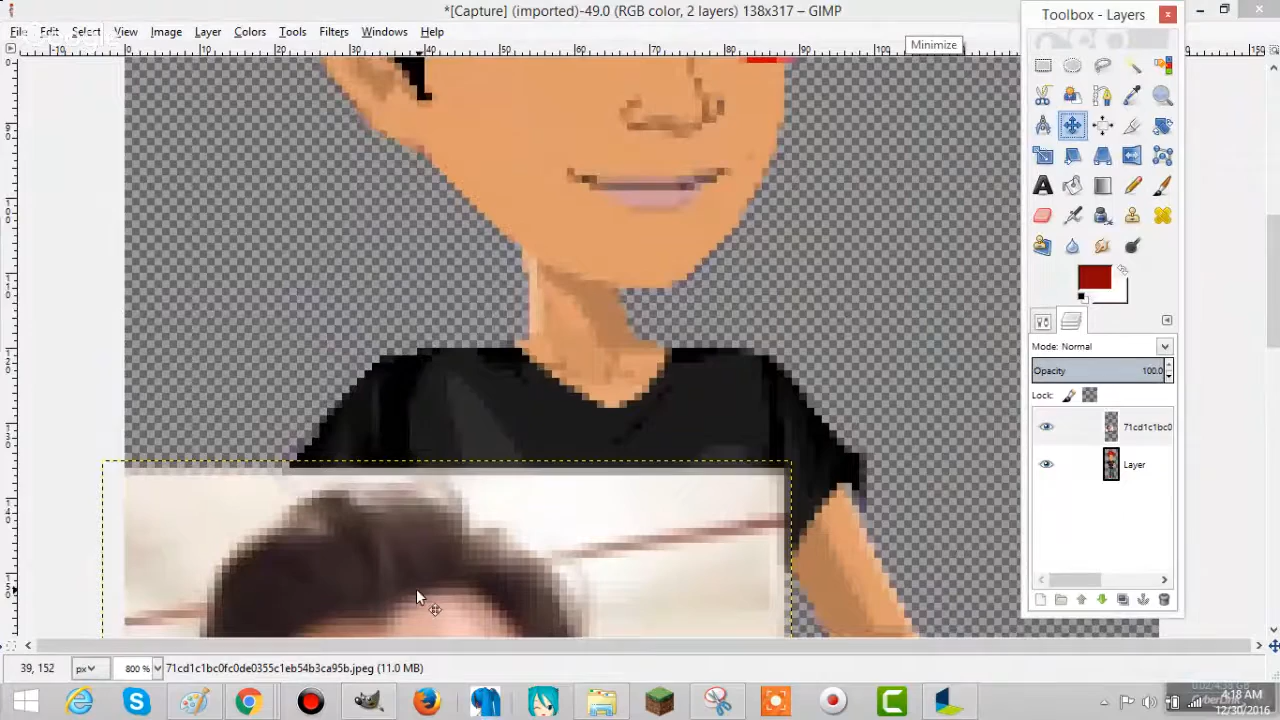 *[Capture] (imported)-49.0 (RGB color, 2 layers) 138x317 – GIMP
File Edit Select View Image Layer Colors Tools Filters Windows Help
Minimize
Toolbox - Layers
Mode: Normal
Opacity 100.0
Lock:
71cd1c1bc0
Layer
39, 152 px 800 % 71cd1c1bc0fc0de0355c1eb54b3ca95b.jpeg (11.0 MB)
4:18 AM
12/30/2016